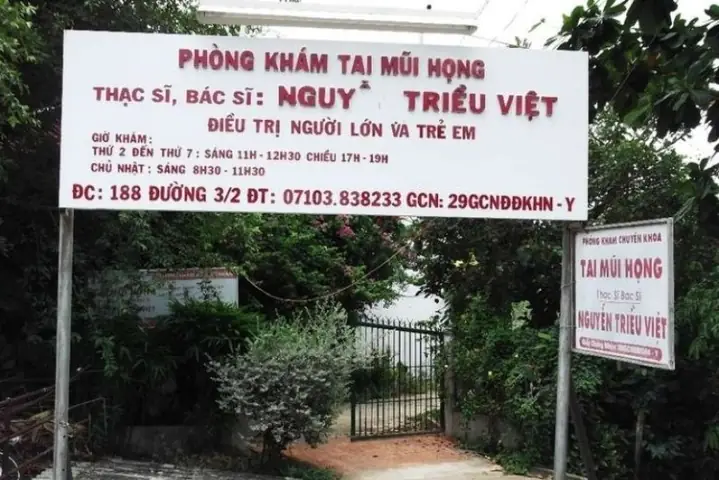 PHÒNG KHÁM TAI MŨI HỌNG
THẠC SĨ, BÁC SĨ: NGUY TRIỀU VIỆT
ĐIỀU TRỊ NGƯỜI LỚN VÀ TRẺ EM
GIỜ KHÁM:
THỨ 2 ĐẾN THỨ 7: SÁNG 11H - 12H30 CHIỀU 17H - 19H
CHỦ NHẬT: SÁNG 8H30 - 11H30
ĐC: 188 ĐƯỜNG 3/2 ĐT: 07103.838233 GCN: 29GCNĐĐKHN - Y
PHÒNG KHÁM CHUYÊN KHOA
TAI MŨI HỌNG
Thạc Sĩ Bác Sĩ
NGUYỄN TRIỀU VIỆT